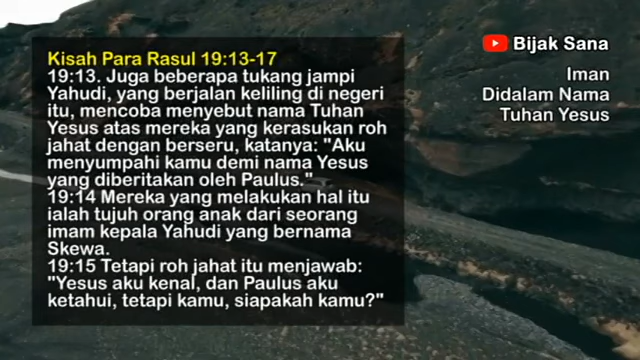 Kisah Para Rasul 19:13-17
19:13. Juga beberapa tukang jampi
Yahudi, yang berjalan keliling di negeri
itu, mencoba menyebut nama Tuhan
Yesus atas mereka yang kerasukan roh
jahat dengan berseru, katanya: "Aku
menyumpahi kamu demi nama Yesus
yang diberitakan oleh Paulus."
19:14 Mereka yang melakukan hal itu
ialah tujuh orang anak dari seorang
imam kepala Yahudi yang bernama
Skewa.
19:15 Tetapi roh jahat itu menjawab:
"Yesus aku kenal, dan Paulus aku
ketahui, tetapi kamu, siapakah kamu?"
Bijak Sana
Iman
Didalam Nama
Tuhan Yesus